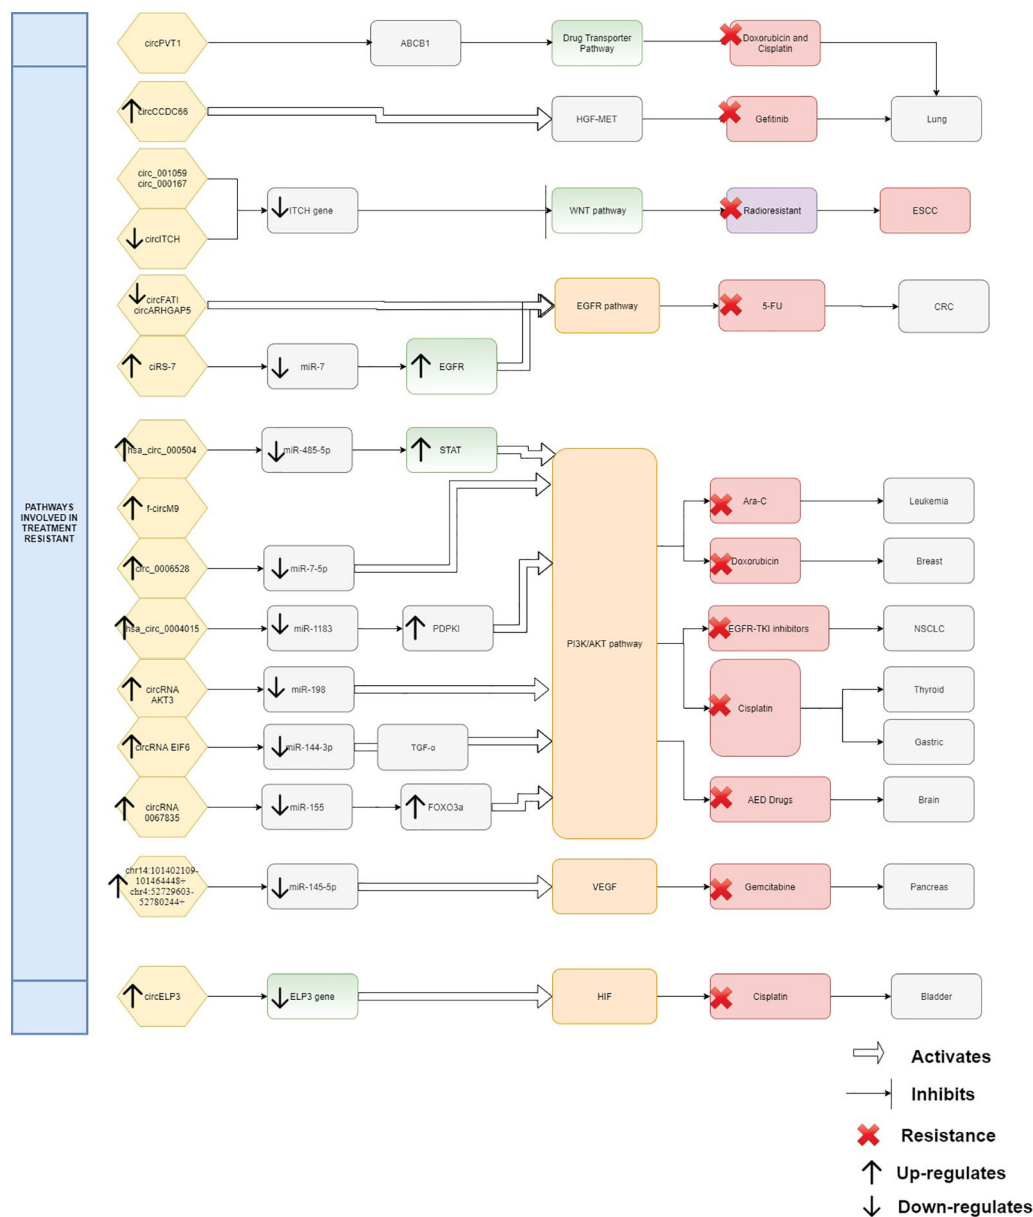 circPVT1
ABCB1
Drug Transporter
Pathway
Doxorubicin and
Cisplatin
circCCDC66
HGF-MET
Gefitinib
Lung
circ_001059
circ_000167
ITCH gene
WNT pathway
Radioresistant
ESCC
circITCH
circFATI
circARHGAP5
EGFR pathway
5-FU
CRC
ciRS-7
miR-7
EGFR
hsa_circ_000504
miR-485-5p
STAT
PATHWAYS
INVOLVED IN
TREATMENT
RESISTANT
f-circM9
Ara-C
Leukemia
circ_0006528
miR-7-5p
Doxorubicin
Breast
hsa_circ_0004015
miR-1183
PDPKI
PI3K/AKT pathway
EGFR-TKI inhibitors
NSCLC
circRNA
AKT3
miR-198
Cisplatin
Thyroid
Gastric
circRNA EIF6
miR-144-3p
TGF-α
circRNA
0067835
miR-155
FOXO3a
AED Drugs
Brain
chr14:101402109-
101464448+
chr4:52729603-
52780244+
miR-145-5p
VEGF
Gemcitabine
Pancreas
circELP3
ELP3 gene
HIF
Cisplatin
Bladder
Activates
Inhibits
Resistance
Up-regulates
Down-regulates